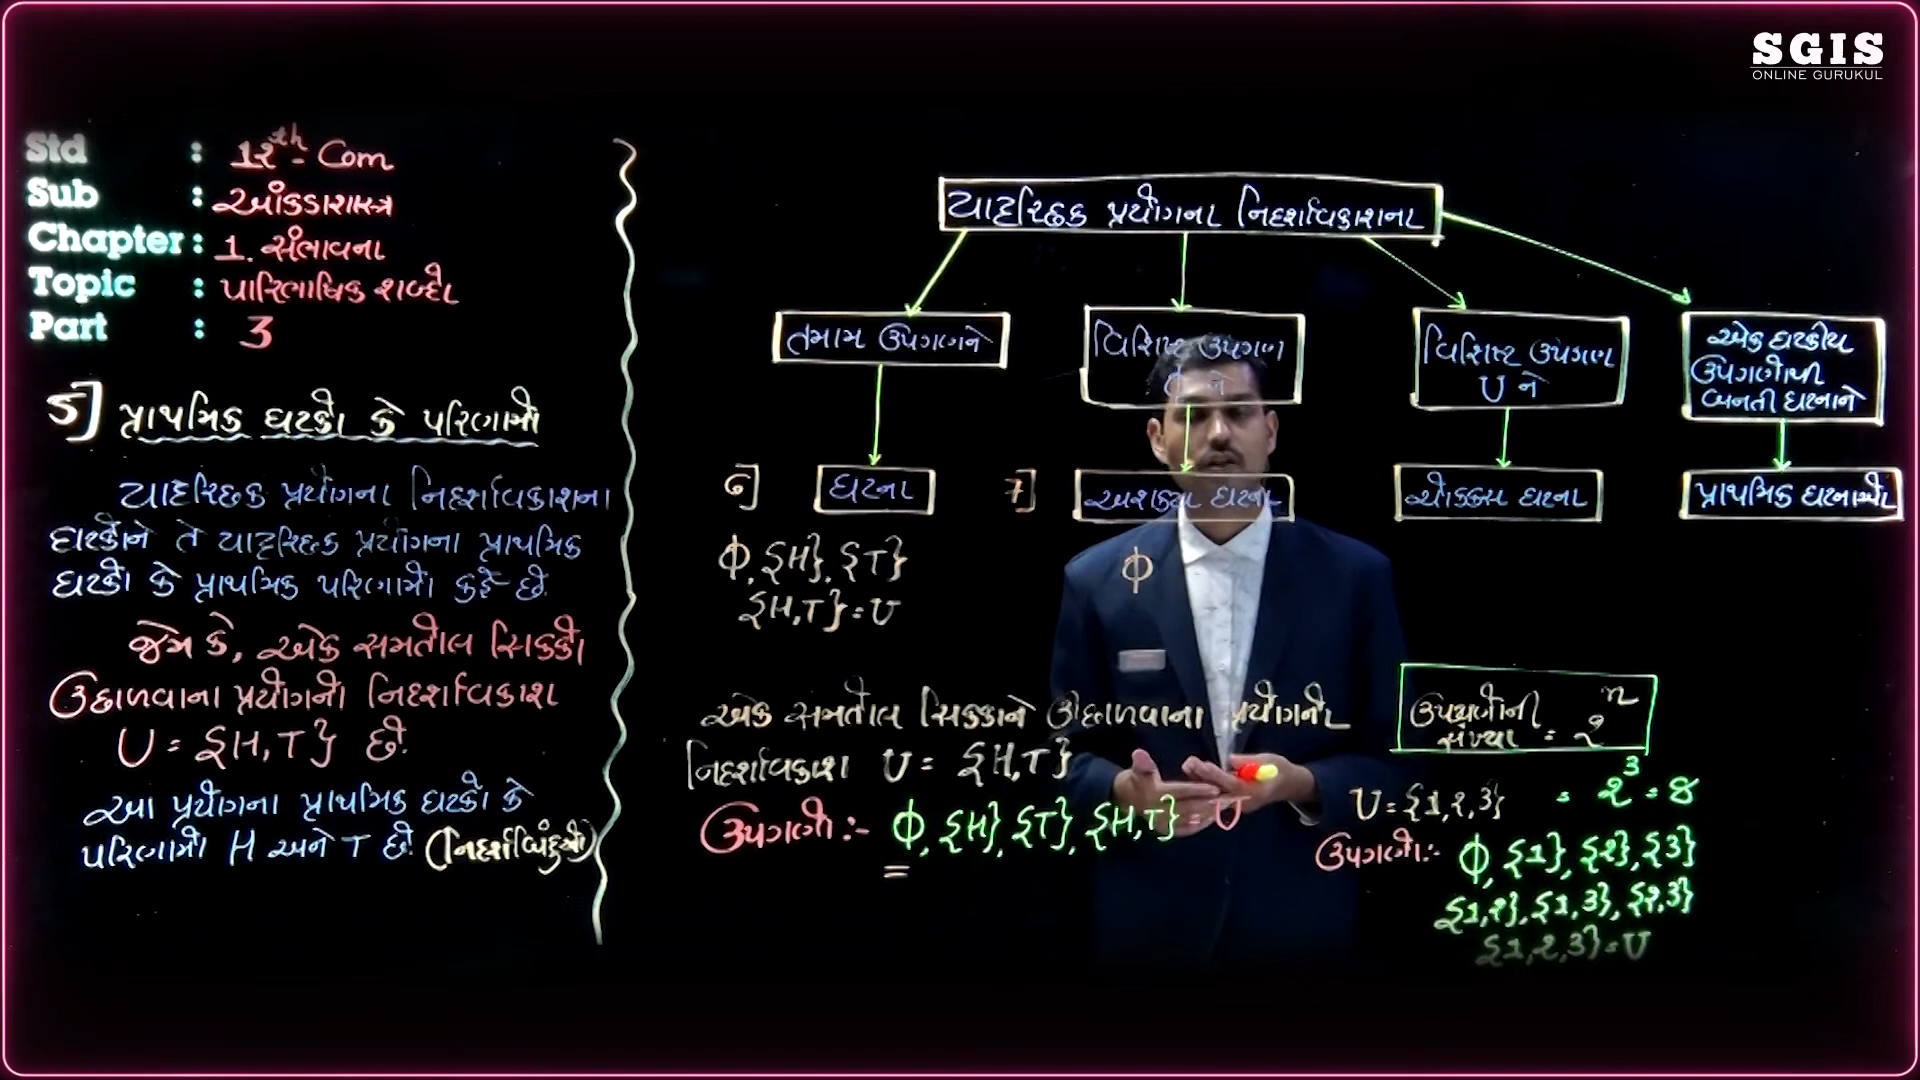 SGIS
ONLINE GURUKUL
Std : 12th - Com
Sub : આંકડાશાસ્ત્ર
Chapter : 1. સંભાવના
Topic : પારિભાષિક શબ્દો
Part : 3
5] પ્રાથમિક ઘટકો કે પરિણામો
યાદૃચ્છિક પ્રયોગના નિદર્શાવકાશના
ઘટકોને તે યાદૃચ્છિક પ્રયોગના પ્રાથમિક
ઘટકો કે પ્રાથમિક પરિણામો કહે છે.
જેમ કે, એક સમતોલ સિક્કો
ઉછાળવાના પ્રયોગનો નિદર્શાવકાશ
U = {H,T} છે.
આ પ્રયોગના પ્રાથમિક ઘટકો કે
પરિણામો H અને T છે. (નિદર્શબિંદુઓ)
યાદૃચ્છિક પ્રયોગના નિદર્શાવકાશના
તમામ ઉપગણને
વિશિષ્ટ ઉપગણ
ને
વિશિષ્ટ ઉપગણ
U ને
એક ઘટકીય
ઉપગણોથી
બનતી ઘટનાને
૬] ઘટના
7] અશક્ય ઘટના
ચોક્કસ ઘટના
પ્રાથમિક ઘટનાઓ
ф, {H}, {T}
{H,T} = U
ф
એક સમતોલ સિક્કાને ઉછાળવાના પ્રયોગનો
નિદર્શાવકાશ U = {H,T}
ઉપગણો :- ф, {H}, {T}, {H,T} = U
=
ઉપગણોની
સંખ્યા = 2ⁿ
= 2³ = 8
U = {1,2,3}
ઉપગણો :- ф, {1}, {2}, {3}
{1,2}, {1,3}, {2,3}
{1,2,3} = U